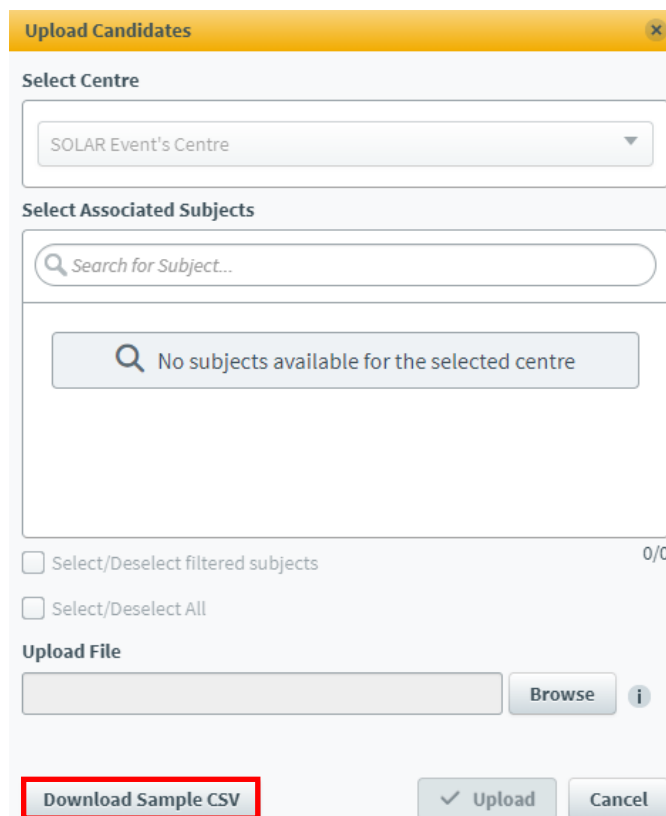 Upload Candidates
Select Centre
SOLAR Event's Centre
Select Associated Subjects
Search for Subject...
No subjects available for the selected centre
0/0
Select/Deselect filtered subjects
Select/Deselect All
Upload File
Browse
Download Sample CSV
Upload
Cancel